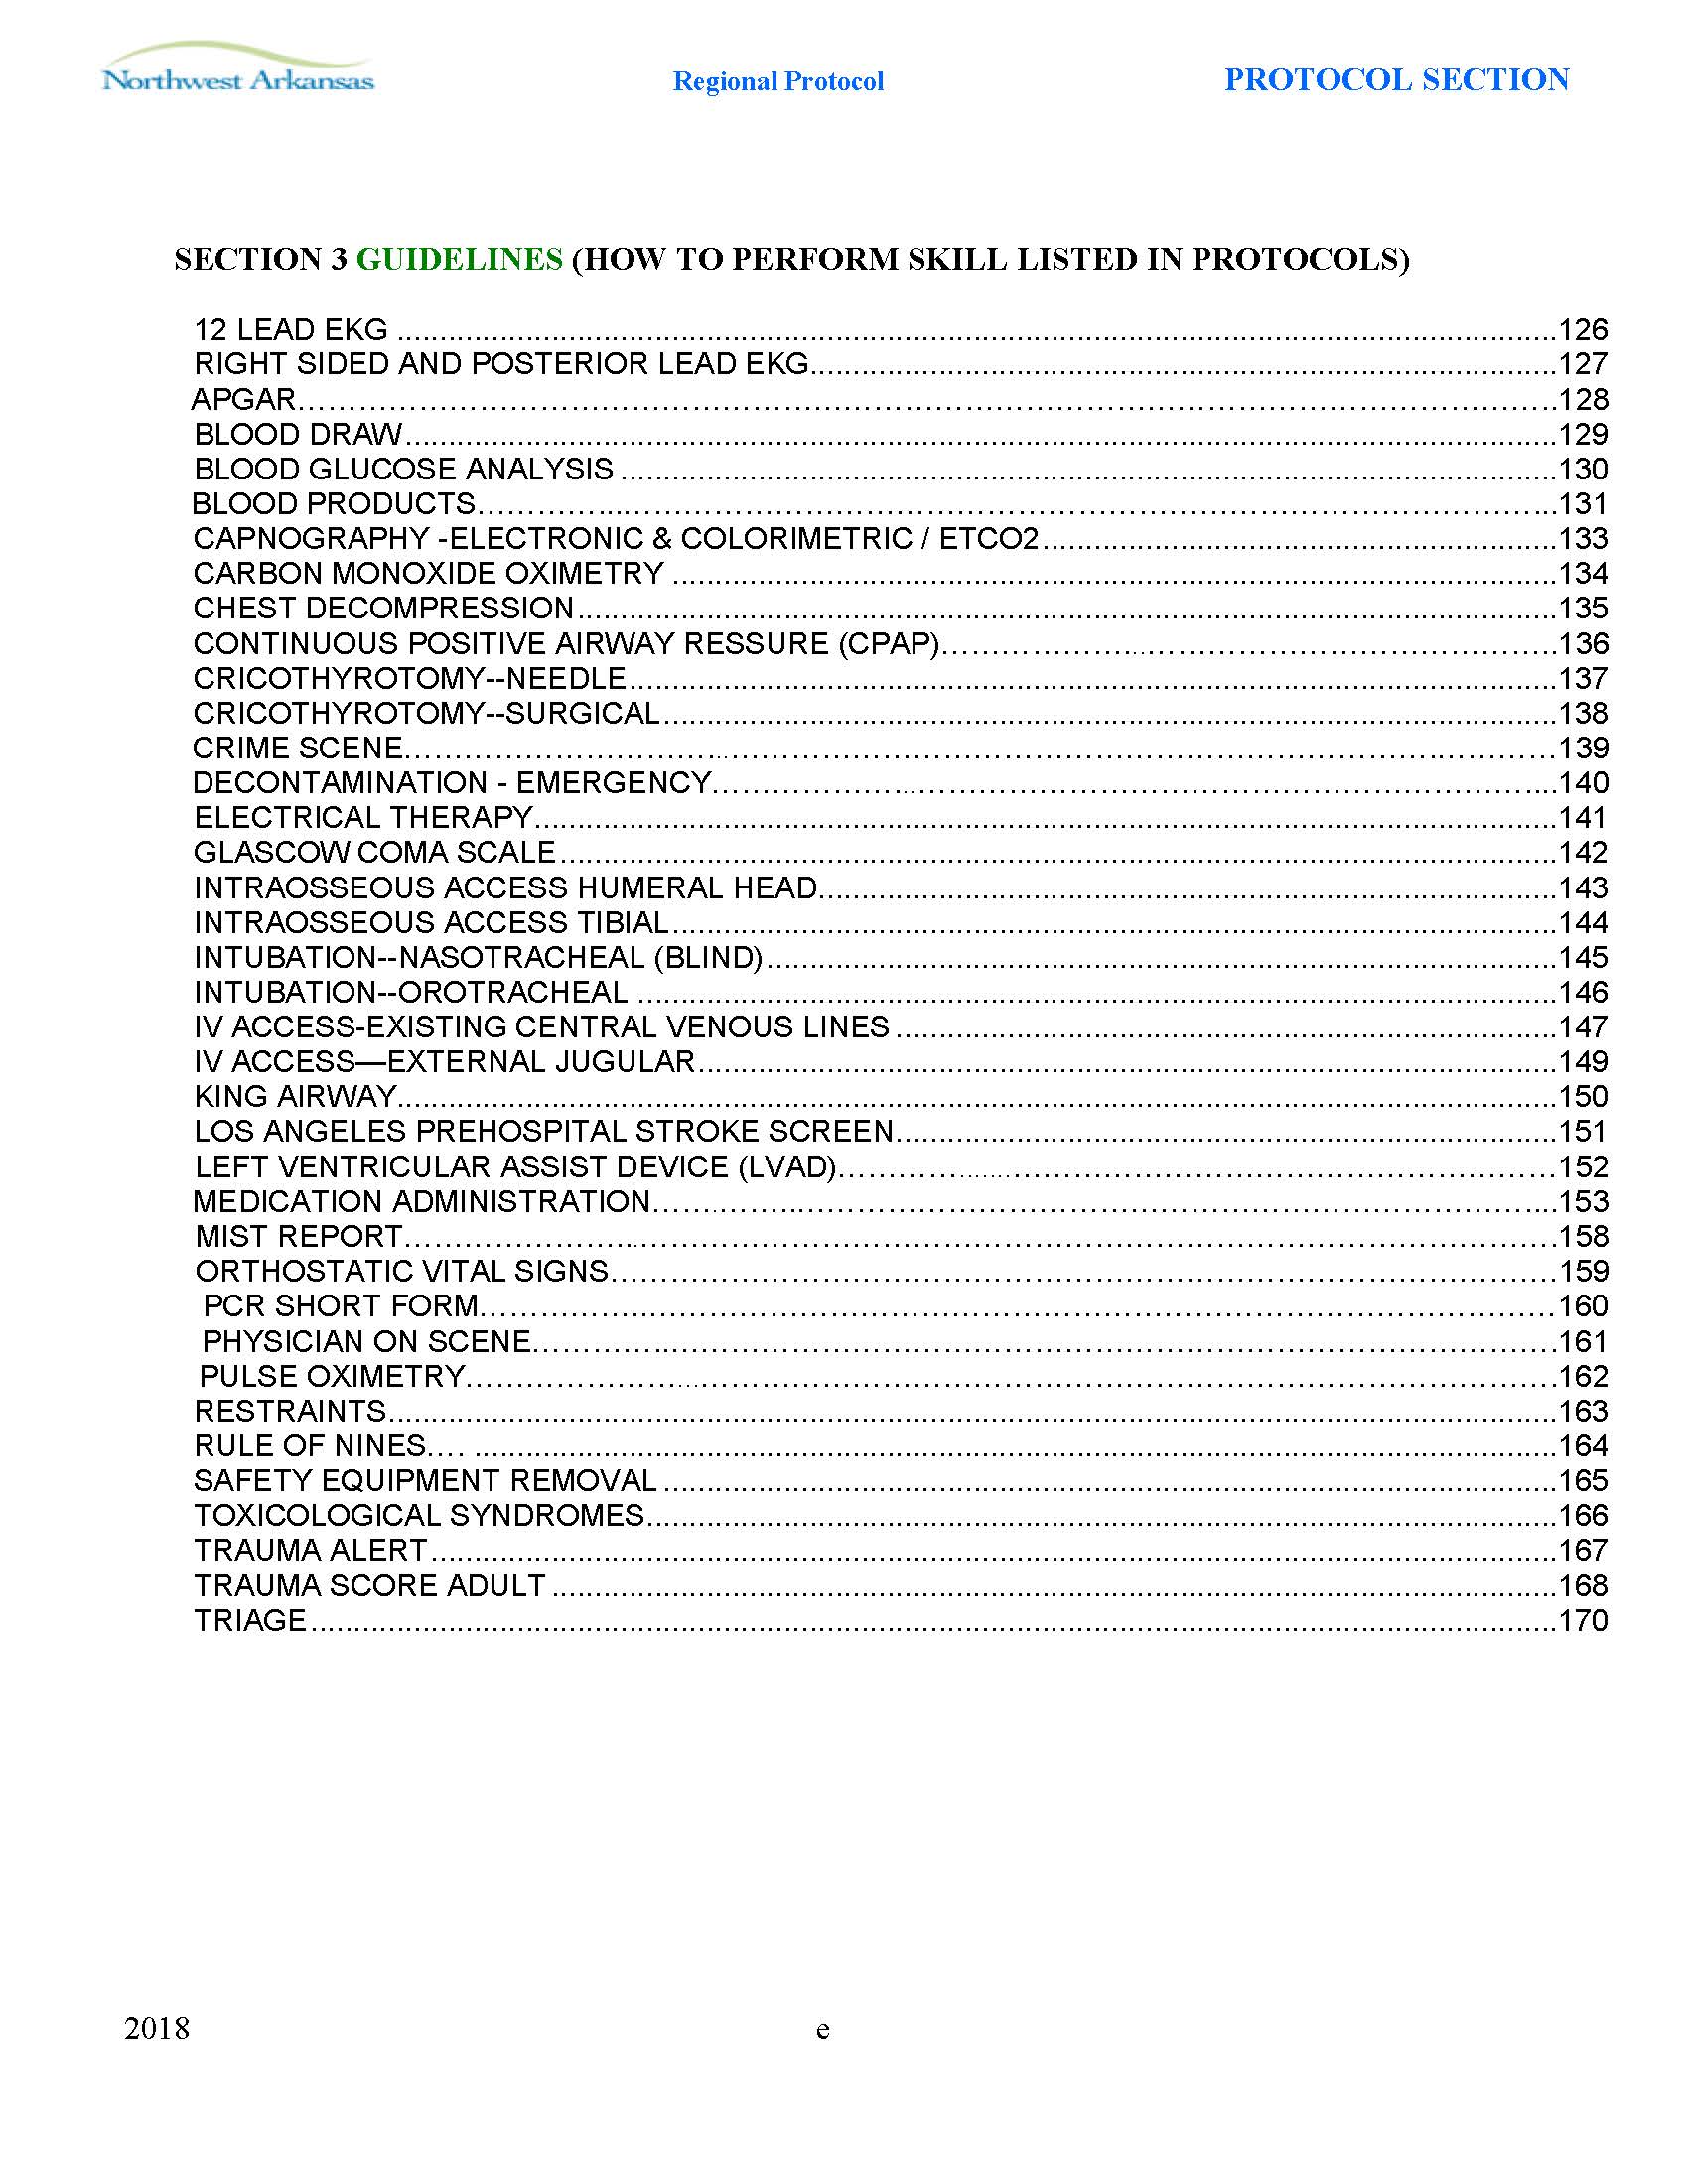 Northwest Arkansas Regional Protocol PROTOCOL SECTION
SECTION 3 GUIDELINES (HOW TO PERFORM SKILL LISTED IN PROTOCOLS)
12 LEAD EKG ........................126
RIGHT SIDED AND POSTERIOR LEAD EKG........................127
APGAR........................128
BLOOD DRAW........................129
BLOOD GLUCOSE ANALYSIS ........................130
BLOOD PRODUCTS........................131
CAPNOGRAPHY -ELECTRONIC & COLORIMETRIC / ETCO2........................133
CARBON MONOXIDE OXIMETRY ........................134
CHEST DECOMPRESSION........................135
CONTINUOUS POSITIVE AIRWAY RESSURE (CPAP)........................136
CRICOTHYROTOMY--NEEDLE........................137
CRICOTHYROTOMY--SURGICAL........................138
CRIME SCENE........................139
DECONTAMINATION - EMERGENCY........................140
ELECTRICAL THERAPY........................141
GLASCOW COMA SCALE........................142
INTRAOSSEOUS ACCESS HUMERAL HEAD........................143
INTRAOSSEOUS ACCESS TIBIAL........................144
INTUBATION--NASOTRACHEAL (BLIND)........................145
INTUBATION--OROTRACHEAL ........................146
IV ACCESS-EXISTING CENTRAL VENOUS LINES........................147
IV ACCESS—EXTERNAL JUGULAR........................149
KING AIRWAY........................150
LOS ANGELES PREHOSPITAL STROKE SCREEN........................151
LEFT VENTRICULAR ASSIST DEVICE (LVAD)........................152
MEDICATION ADMINISTRATION........................153
MIST REPORT........................158
ORTHOSTATIC VITAL SIGNS........................159
PCR SHORT FORM........................160
PHYSICIAN ON SCENE........................161
PULSE OXIMETRY........................162
RESTRAINTS........................163
RULE OF NINES.... ........................164
SAFETY EQUIPMENT REMOVAL ........................165
TOXICOLOGICAL SYNDROMES........................166
TRAUMA ALERT........................167
TRAUMA SCORE ADULT ........................168
TRIAGE........................170
2018 e